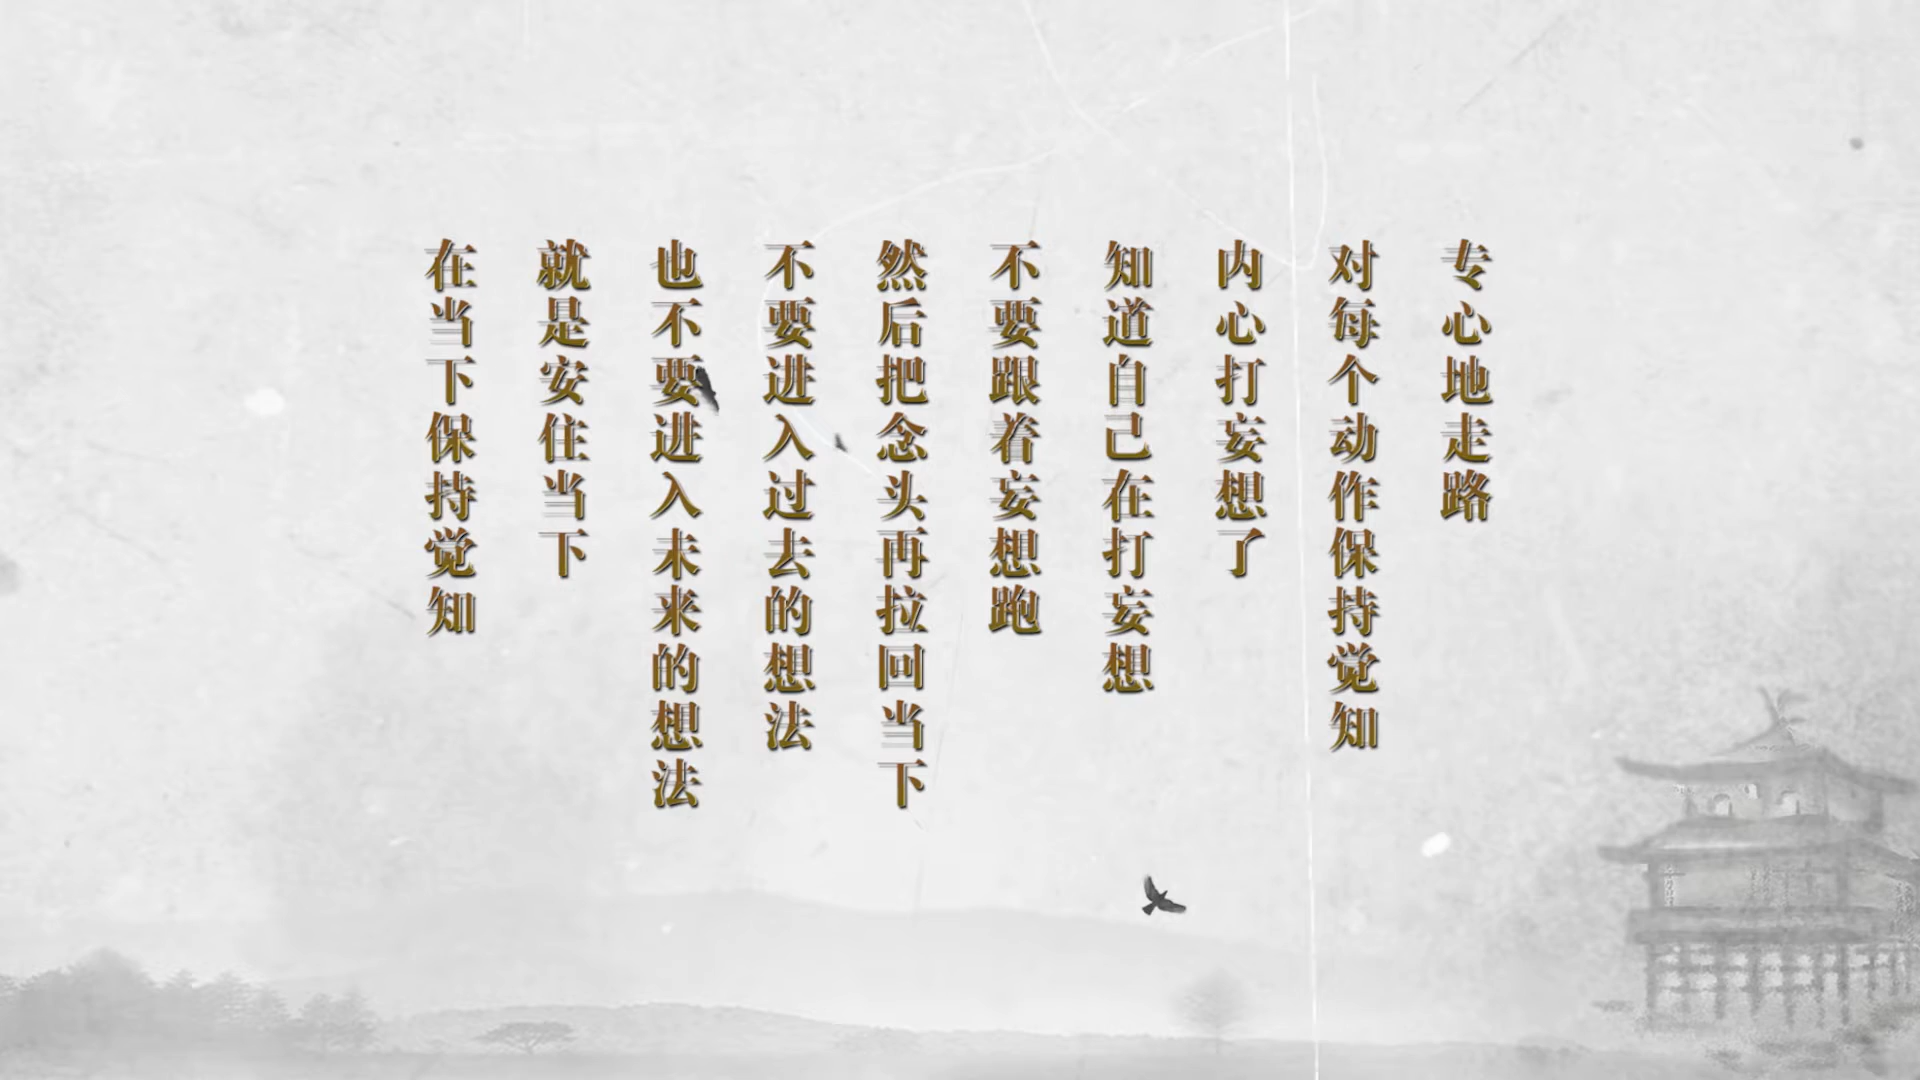 专心地走路
对每个动作保持觉知
内心打妄想了
知道自己在打妄想
不要跟着妄想跑
然后把念头再拉回当下
不要进入过去的想法
也不要进入未来的想法
就是安住当下
在当下保持觉知